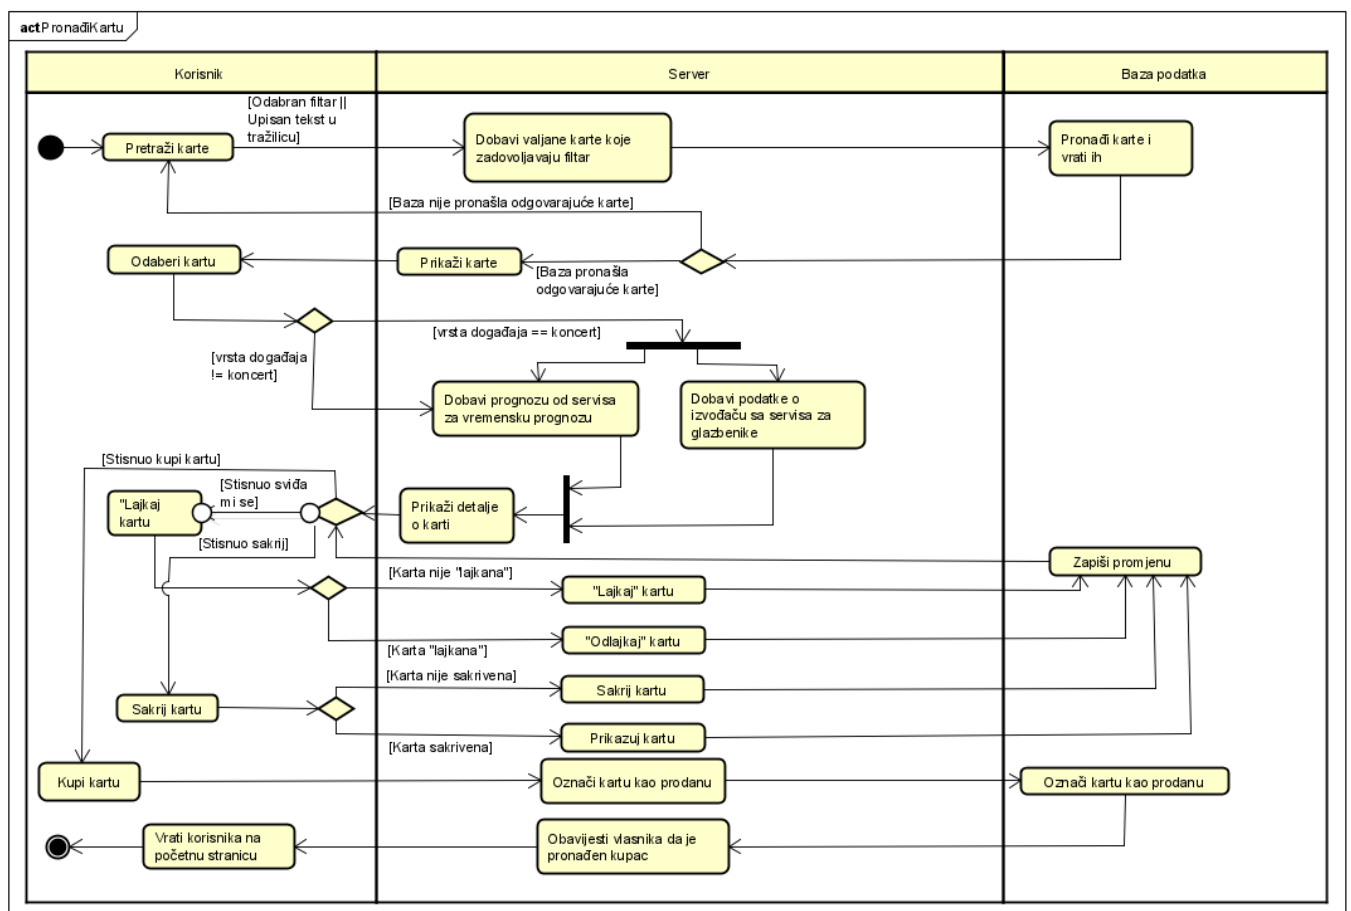 act PronađiKartu
Korisnik
Server
Baza podatka
[Odabran filtar ||
Upisan tekst u
tražilicu]
Pretraži karte
Dobavi valjane karte koje
zadovoljavaju filtar
Pronađi karte i
vrati ih
[Baza nije pronašla odgovarajuće karte]
Odaberi kartu
Prikaži karte
[Baza pronašla
odgovarajuće karte]
[vrsta događaja == koncert]
[vrsta događaja
!= koncert]
Dobavi prognozu od servisa
za vremensku prognozu
Dobavi podatke o
izvođaču sa servisa za
glazbenike
[Stisnuo kupi kartu]
[Stisnuo sviđa
mi se]
"Lajkaj
kartu
Prikaži detalje
o karti
[Stisnuo sakrij]
Zapiši promjenu
[Karta nije "lajkana"]
"Lajkaj" kartu
"Odlajkaj" kartu
[Karta "lajkana"]
[Karta nije sakrivena]
Sakrij kartu
Sakrij kartu
Prikazuj kartu
[Karta sakrivena]
Kupi kartu
Označi kartu kao prodanu
Označi kartu kao prodanu
Vrati korisnika na
početnu stranicu
Obavijesti vlasnika da je
pronađen kupac